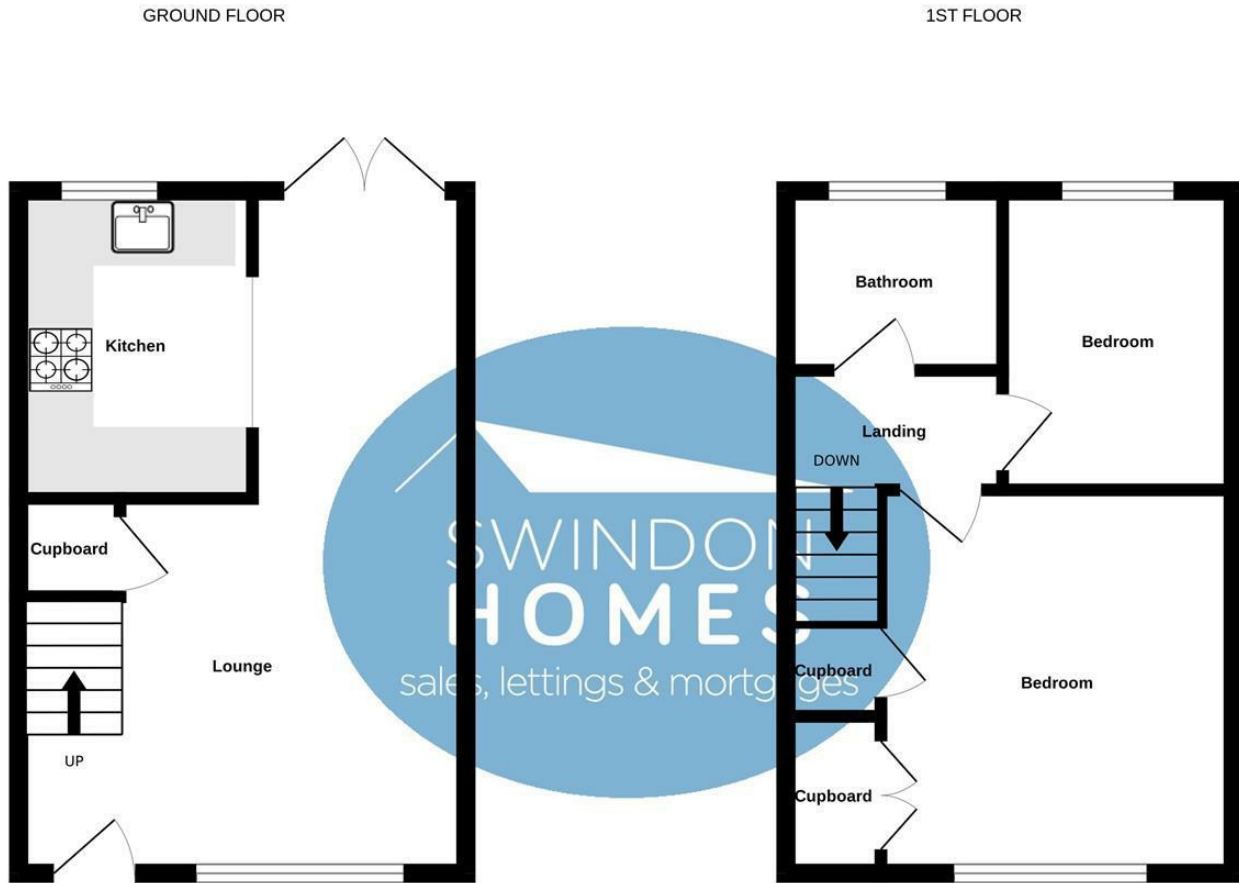 GROUND FLOOR
Kitchen
Cupboard
Lounge
UP
1ST FLOOR
Bathroom
Bedroom
Landing
DOWN
Cupboard
Bedroom
Cupboard
SWINDON
HOMES
sales, lettings & mortgages